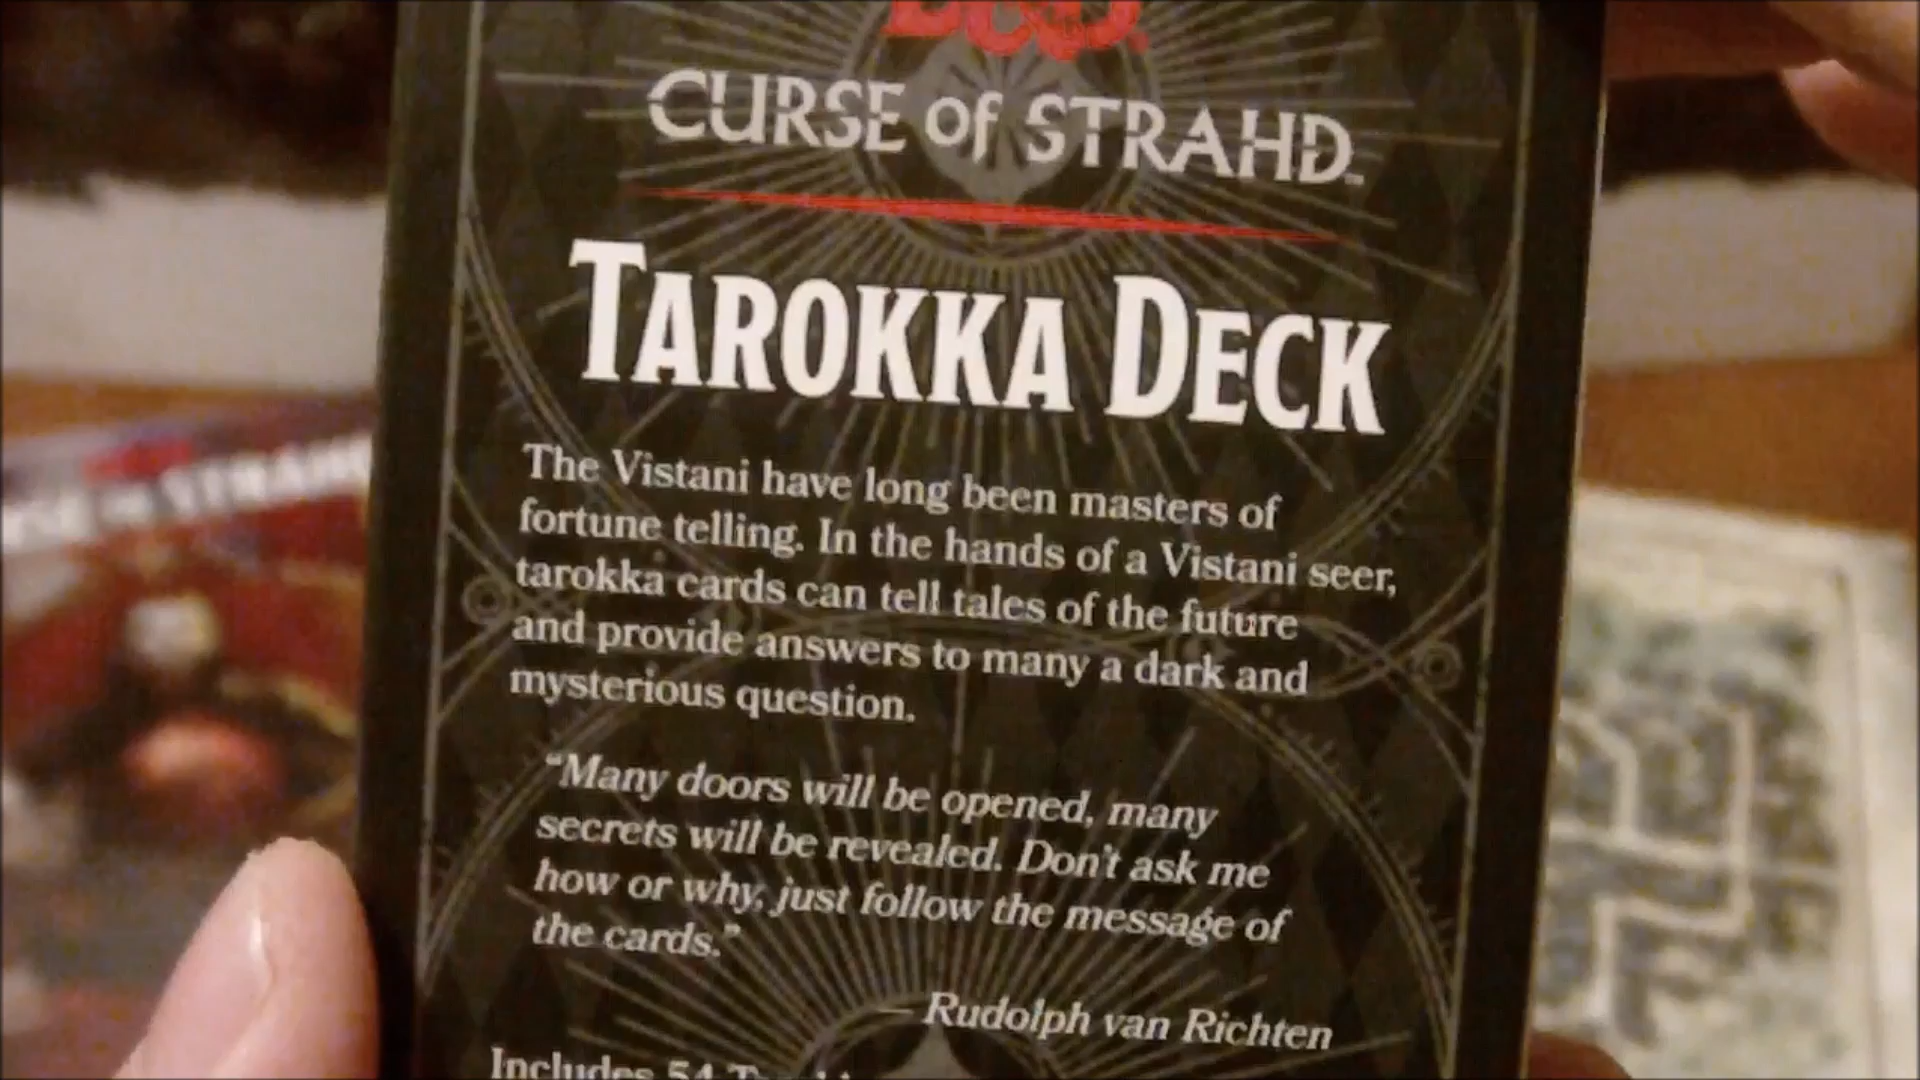 CURSE of STRAHD
TAROKKA DECK
The Vistani have long been masters of
fortune telling. In the hands of a Vistani seer,
tarokka cards can tell tales of the future
and provide answers to many a dark and
mysterious question.
“Many doors will be opened, many
secrets will be revealed. Don't ask me
how or why, just follow the message of
the cards.”
— Rudolph van Richten
Includes 54